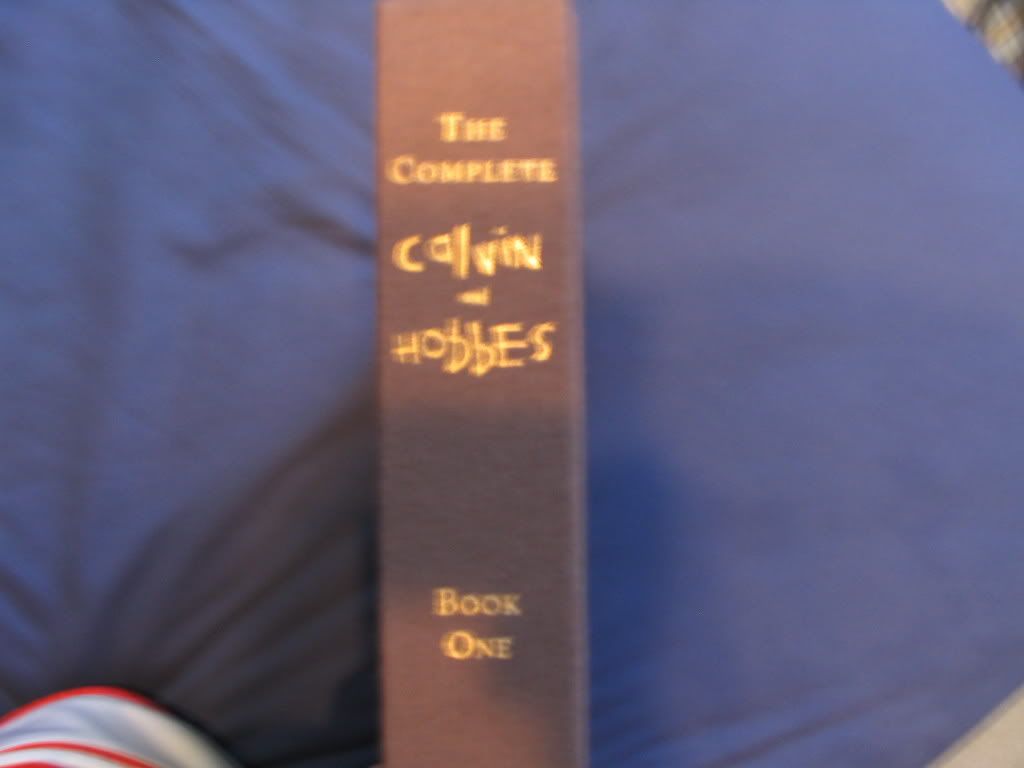 The
Complete
Calvin
and
Hobbes
Book
One